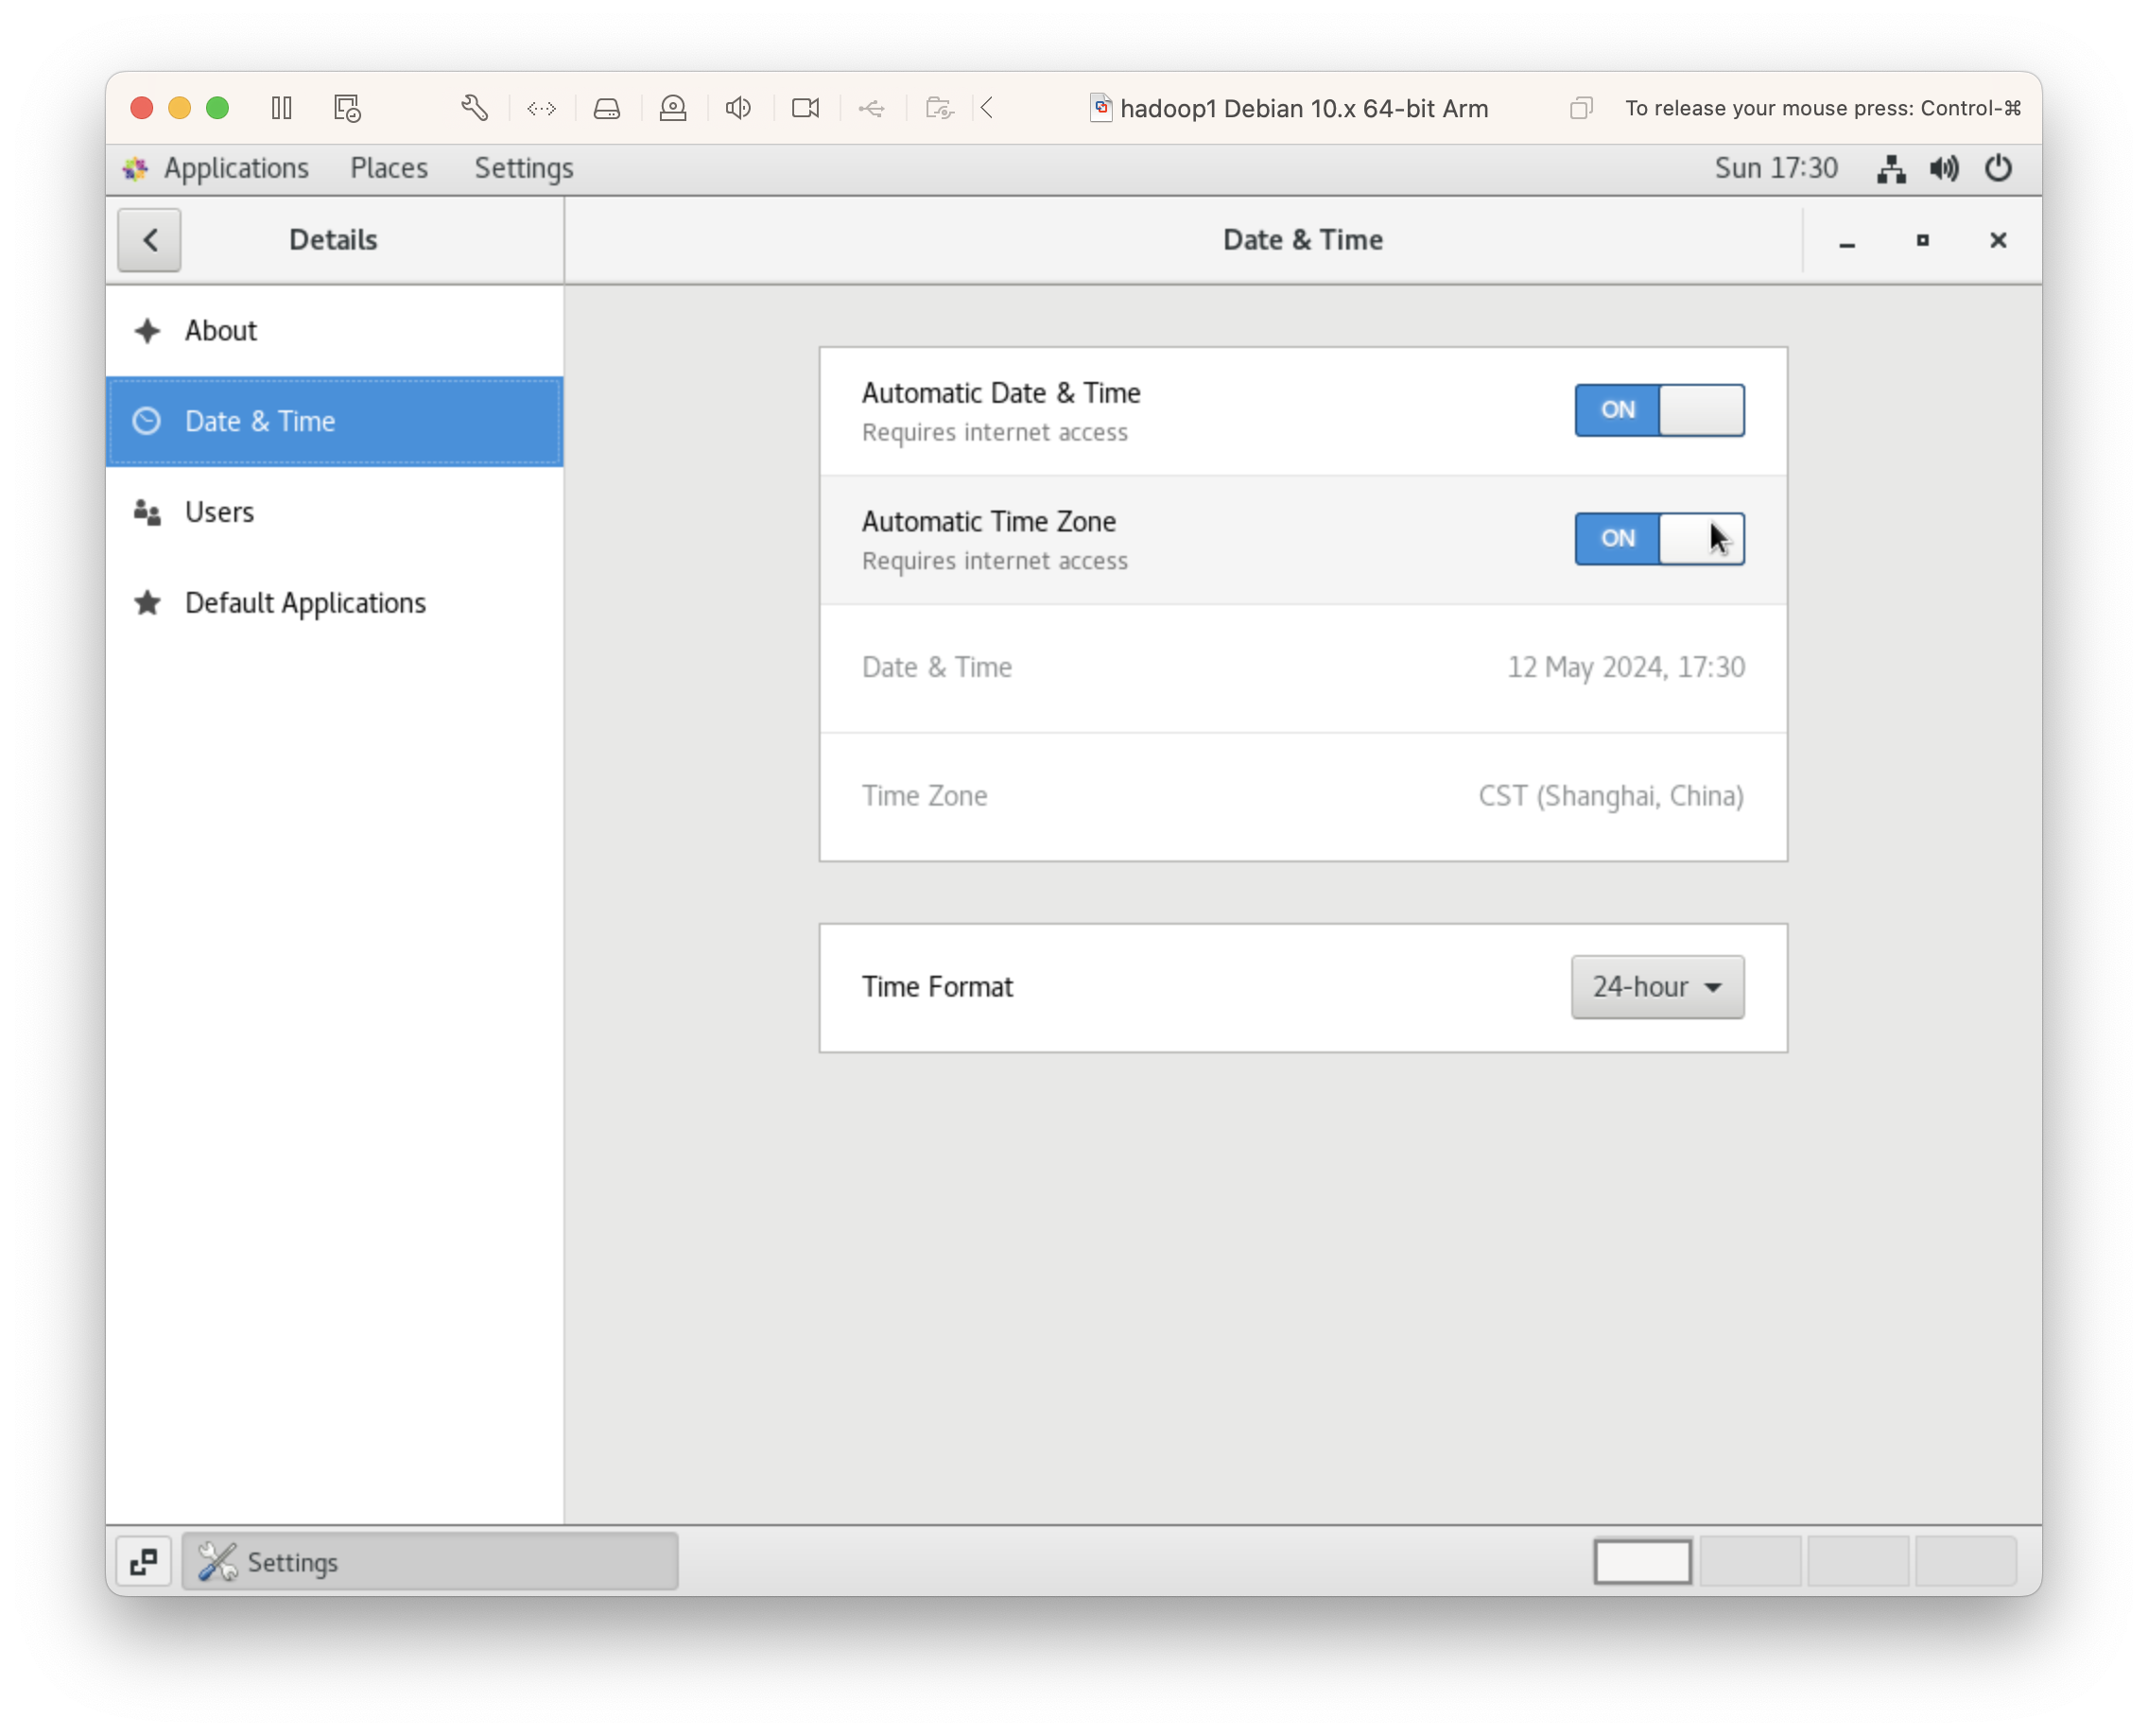 hadoop1 Debian 10.x 64-bit Arm
To release your mouse press: Control-⌘
Applications Places Settings
Sun 17:30
Details
Date & Time
About
Date & Time
Users
Default Applications
Automatic Date & Time
Requires internet access
ON
Automatic Time Zone
Requires internet access
ON
Date & Time
12 May 2024, 17:30
Time Zone
CST (Shanghai, China)
Time Format
24-hour
Settings